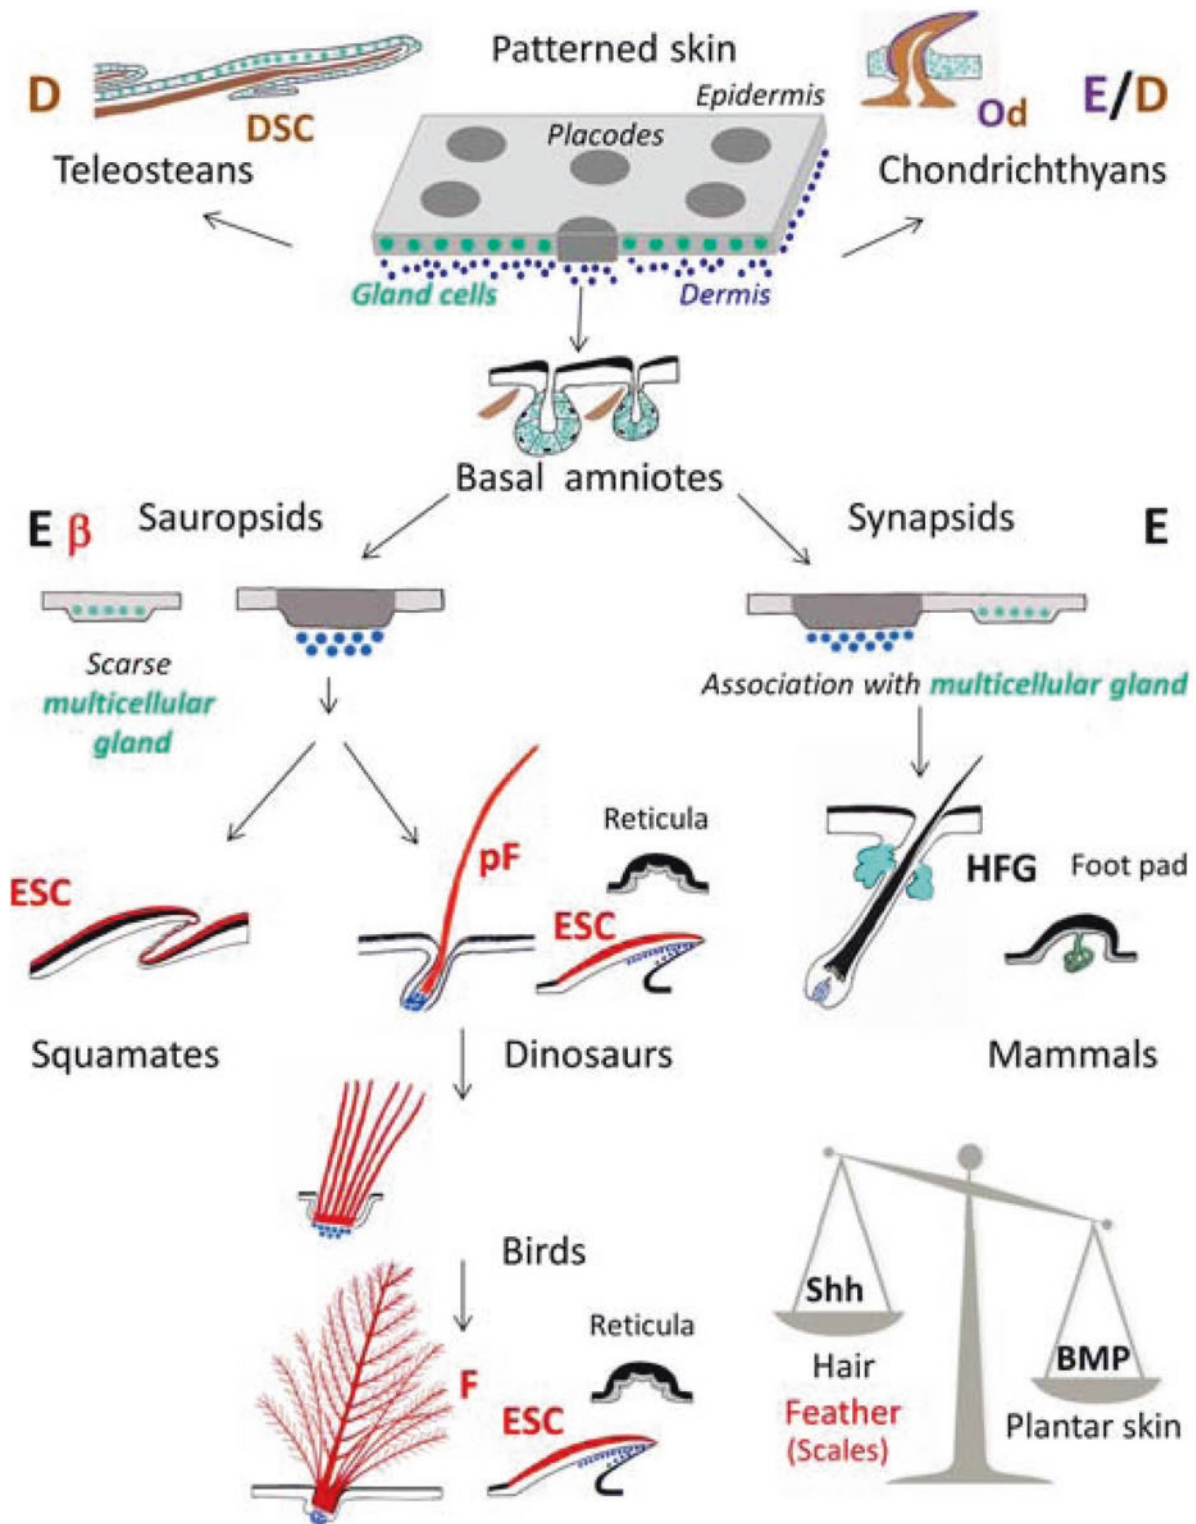 Patterned skin
D
DSC
Teleosteans
Epidermis
Placodes
Od
E/D
Chondrichthyans
Gland cells
Dermis
Basal amniotes
Sauropsids
E β
Synapsids
E
Scarse
multicellular
gland
Association with multicellular gland
ESC
pF
Reticula
ESC
HFG
Foot pad
Squamates
Dinosaurs
Mammals
Birds
Reticula
F
ESC
Shh
Hair
Feather
(Scales)
BMP
Plantar skin